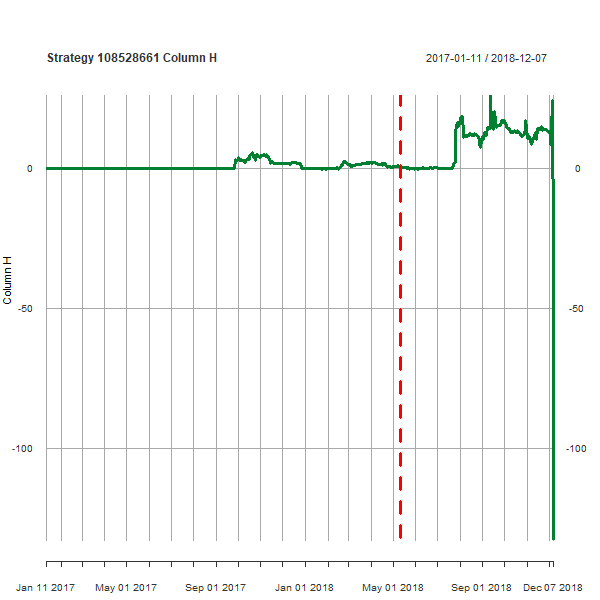 Strategy 108528661 Column H
2017-01-11 / 2018-12-07
0
0
-50
-50
-100
-100
Column H
Jan 11 2017
May 01 2017
Sep 01 2017
Jan 01 2018
May 01 2018
Sep 01 2018
Dec 07 2018